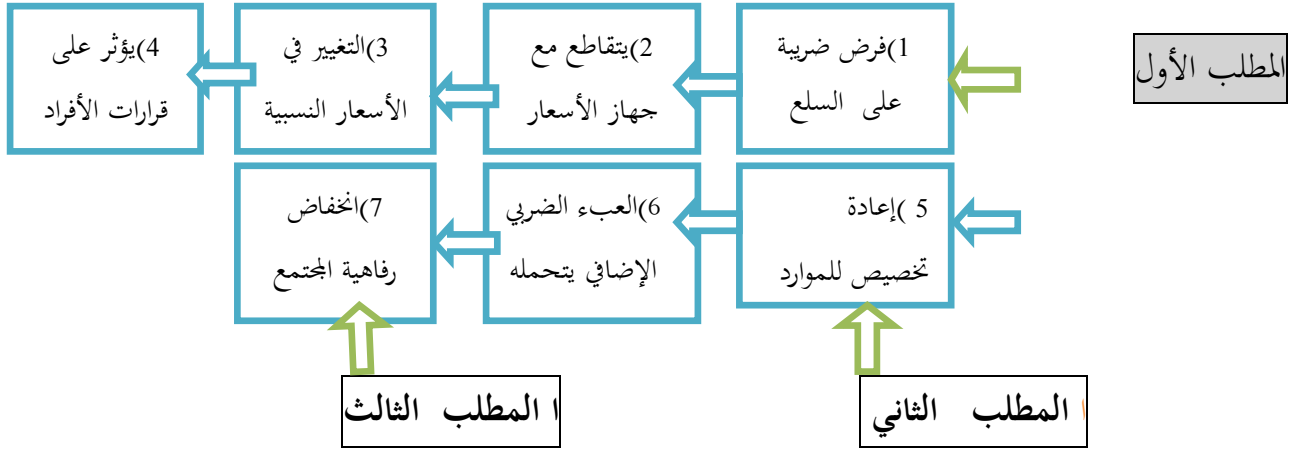 المطلب الأول
1)فرض ضريبة
على السلع
2)يتقاطع مع
جهاز الأسعار
3)التغيير في
الأسعار النسبية
4)يؤثر على
قرارات الأفراد
5 )إعادة
تخصيص للموارد
6)العبء الضربي
الإضافي يتحمله
7)انخفاض
رفاهية المجتمع
ا المطلب الثاني
ا المطلب الثالث